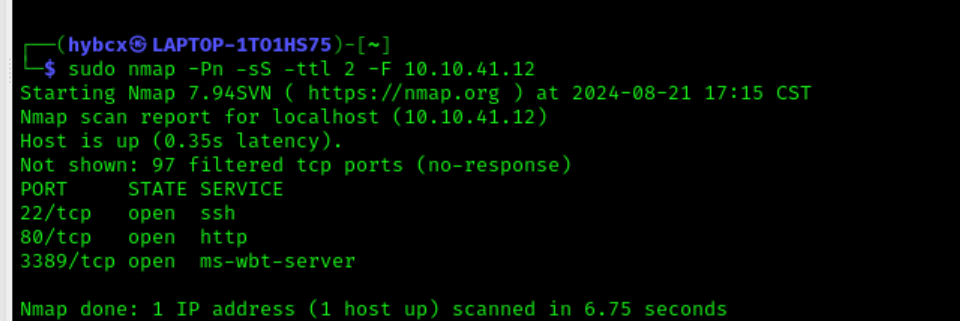 ┌──(hybcx㉿LAPTOP-1TO1HS75)-[~]
└─$ sudo nmap -Pn -sS -ttl 2 -F 10.10.41.12
Starting Nmap 7.94SVN ( https://nmap.org ) at 2024-08-21 17:15 CST
Nmap scan report for localhost (10.10.41.12)
Host is up (0.35s latency).
Not shown: 97 filtered tcp ports (no-response)
PORT     STATE SERVICE
22/tcp   open  ssh
80/tcp   open  http
3389/tcp open  ms-wbt-server
Nmap done: 1 IP address (1 host up) scanned in 6.75 seconds